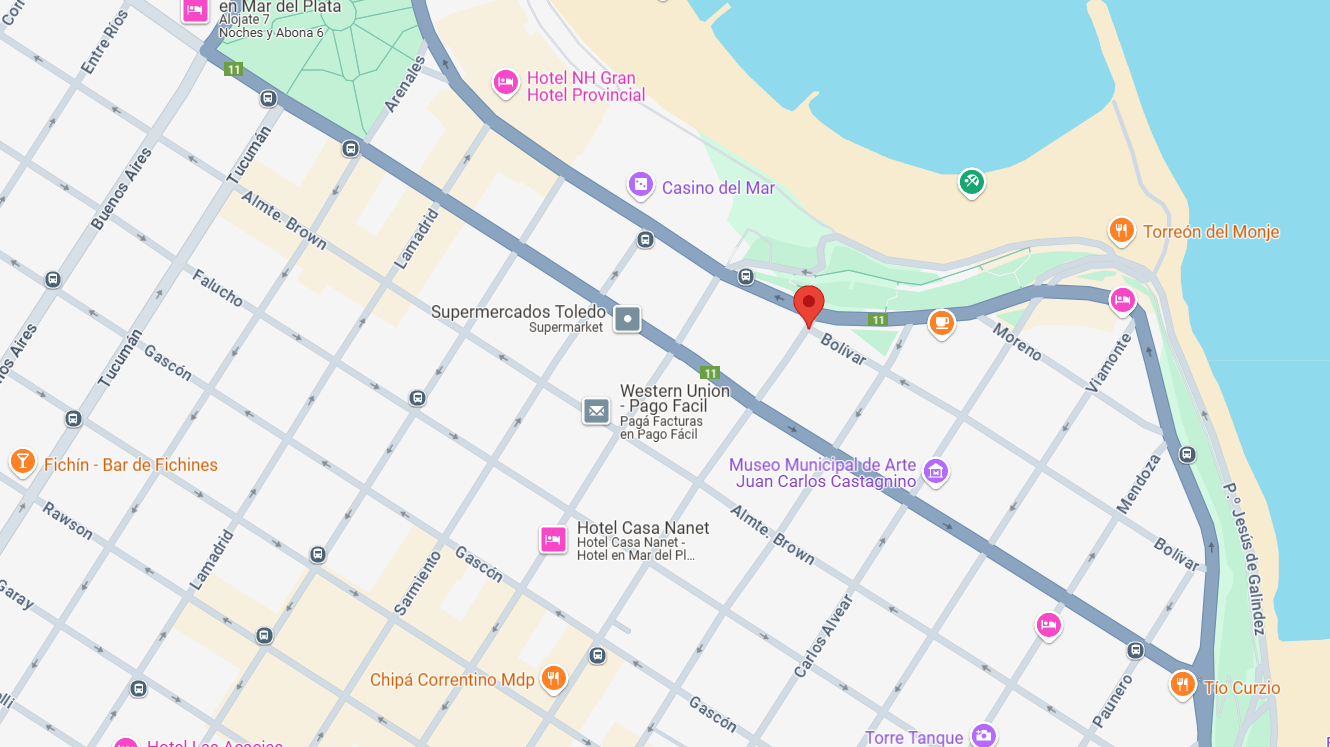 en Mar del Plata
Alojate 7
Noches y Abona 6
Entre Ríos
11
Arenales
Hotel NH Gran
Hotel Provincial
Buenos Aires
Tucumán
Casino del Mar
Almte. Brown
Lamadrid
Torreón del Monje
Falucho
Supermercados Toledo
Supermarket
11
Bolívar
Moreno
Viamonte
Tucumán
Gascón
11
Western Union
- Pago Facil
Pagá Facturas
en Pago Fácil
Fichín - Bar de Fichines
Museo Municipal de Arte
Juan Carlos Castagnino
Mendoza
P.º Jesús de Galindez
Rawson
Hotel Casa Nanet
Hotel Casa Nanet -
Hotel en Mar del Pl...
Almte. Brown
Bolívar
Lamadrid
Sarmiento
Gascón
Garay
Carlos Alvear
Chipá Correntino Mdp
Paunero
Tío Curzio
Gascón
Torre Tanque
Hotel Las Acacias